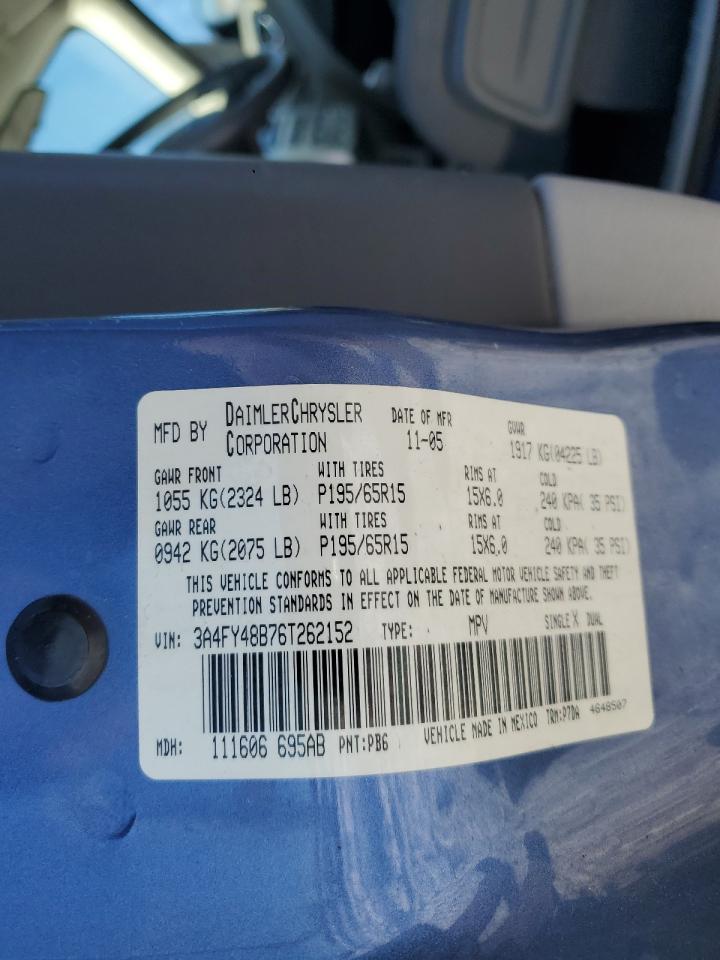 MFD BY DAIMLERCHRYSLER CORPORATION DATE OF MFR 11-05 GVWR 1917 KG(04225 LB)
GAWR FRONT WITH TIRES RIMS AT COLD
1055 KG(2324 LB) P195/65R15 15X6.0 240 KPA( 35 PSI)
GAWR REAR WITH TIRES RIMS AT COLD
0942 KG(2075 LB) P195/65R15 15X6.0 240 KPA( 35 PSI)
THIS VEHICLE CONFORMS TO ALL APPLICABLE FEDERAL MOTOR VEHICLE SAFETY AND THEFT
PREVENTION STANDARDS IN EFFECT ON THE DATE OF MANUFACTURE SHOWN ABOVE.
VIN: 3A4FY48B76T262152 TYPE: MPV SINGLE X DUAL
MDH: 111606 695AB PNT:PB6 VEHICLE MADE IN MEXICO TRM:P7DA 4648507